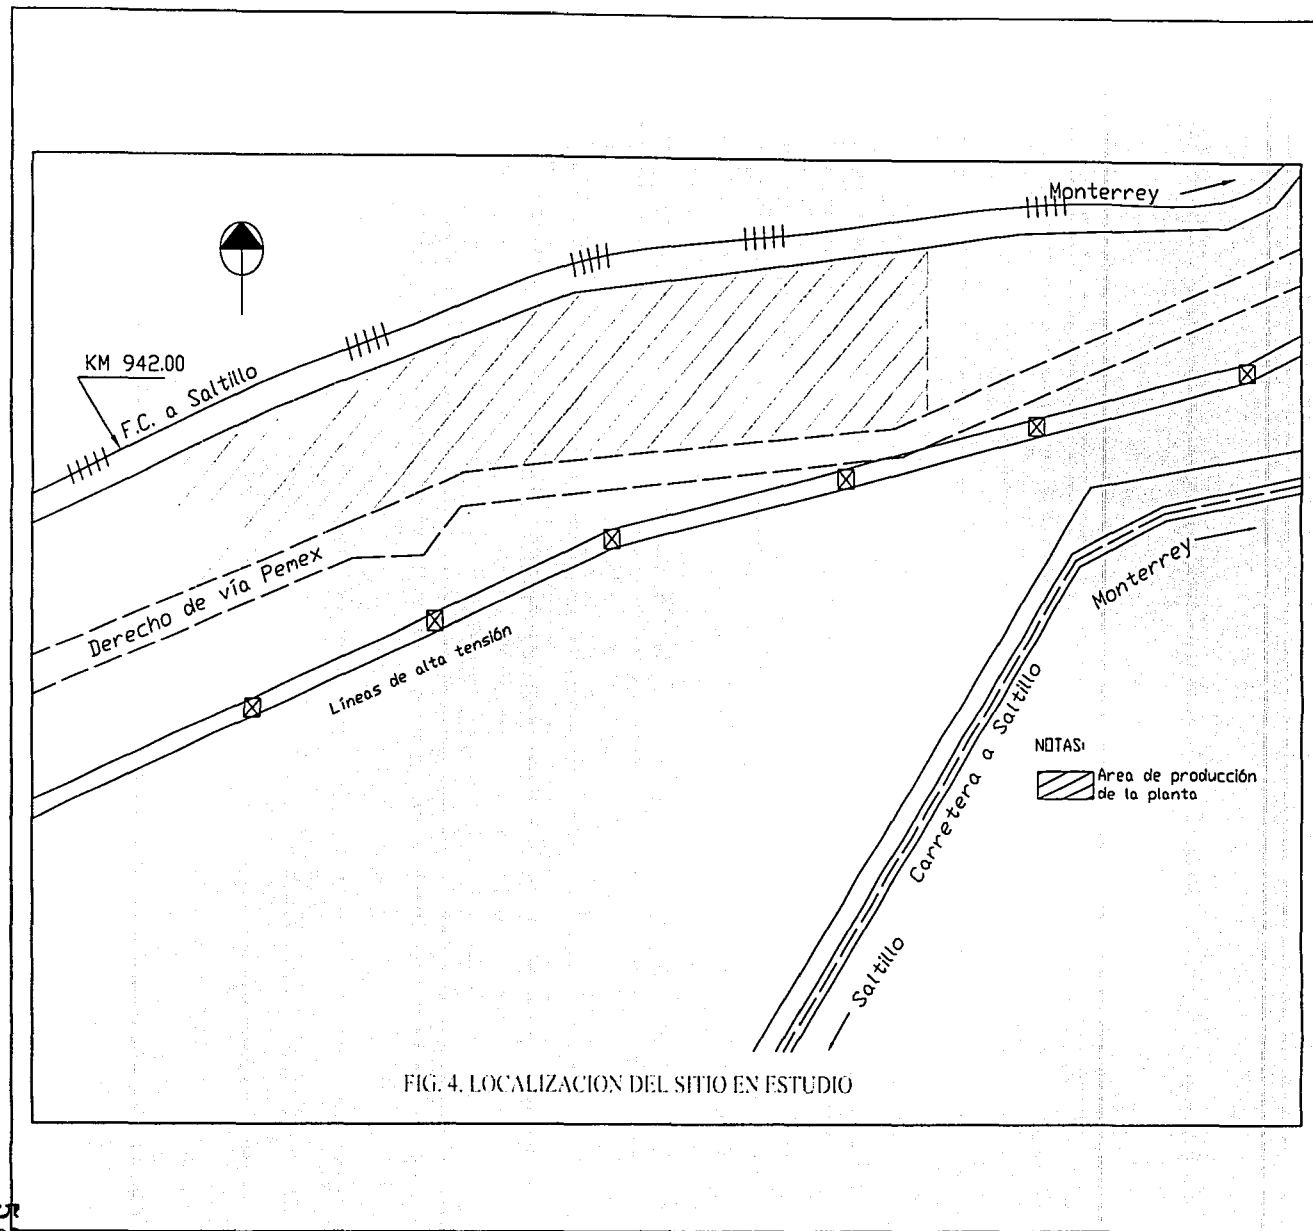 Monterrey
KM 942.00
F.C. a Saltillo
Derecho de vía Pemex
Líneas de alta tensión
Monterrey
Carretera a Saltillo
Saltillo
NOTAS:
Area de producción
de la planta
FIG. 4. LOCALIZACION DEL SITIO EN ESTUDIO